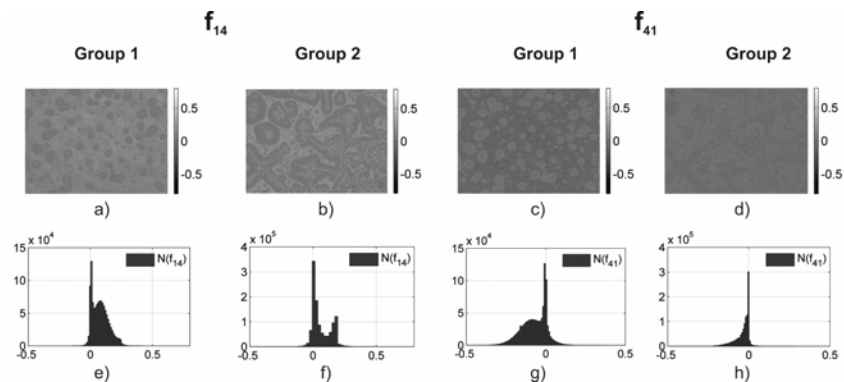 f14 f41
Group 1 Group 2 Group 1 Group 2
0.5 0.5 0.5 0.5
0 0 0 0
-0.5 -0.5 -0.5 -0.5
a) b) c) d)
x 10^4 x 10^5 x 10^4 x 10^5
15 4 15 4
N(f14) N(f14) N(f41) N(f41)
10 3 10 3
2 2
5 1 5 1
0 0 0 0
-0.5 0 0.5 -0.5 0 0.5 -0.5 0 0.5 -0.5 0 0.5
e) f) g) h)